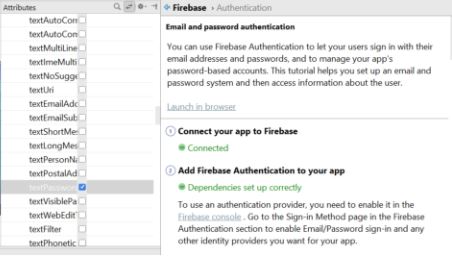 Attributes
textAutoCorr
textAutoCom
textMultiLine
textImeMulti
textNoSugge
textUri
textEmailAdd
textEmailSub
textShortMes
textLongMes
textPersonNa
textPostalAd
textPassword
textVisiblePa
textWebEdit
textFilter
textPhonetic
Firebase › Authentication
Email and password authentication
You can use Firebase Authentication to let your users sign in with their
email addresses and passwords, and to manage your app's
password-based accounts. This tutorial helps you set up an email and
password system and then access information about the user.
Launch in browser
1 Connect your app to Firebase
Connected
2 Add Firebase Authentication to your app
Dependencies set up correctly
To use an authentication provider, you need to enable it in the
Firebase console . Go to the Sign-in Method page in the Firebase
Authentication section to enable Email/Password sign-in and any
other identity providers you want for your app.